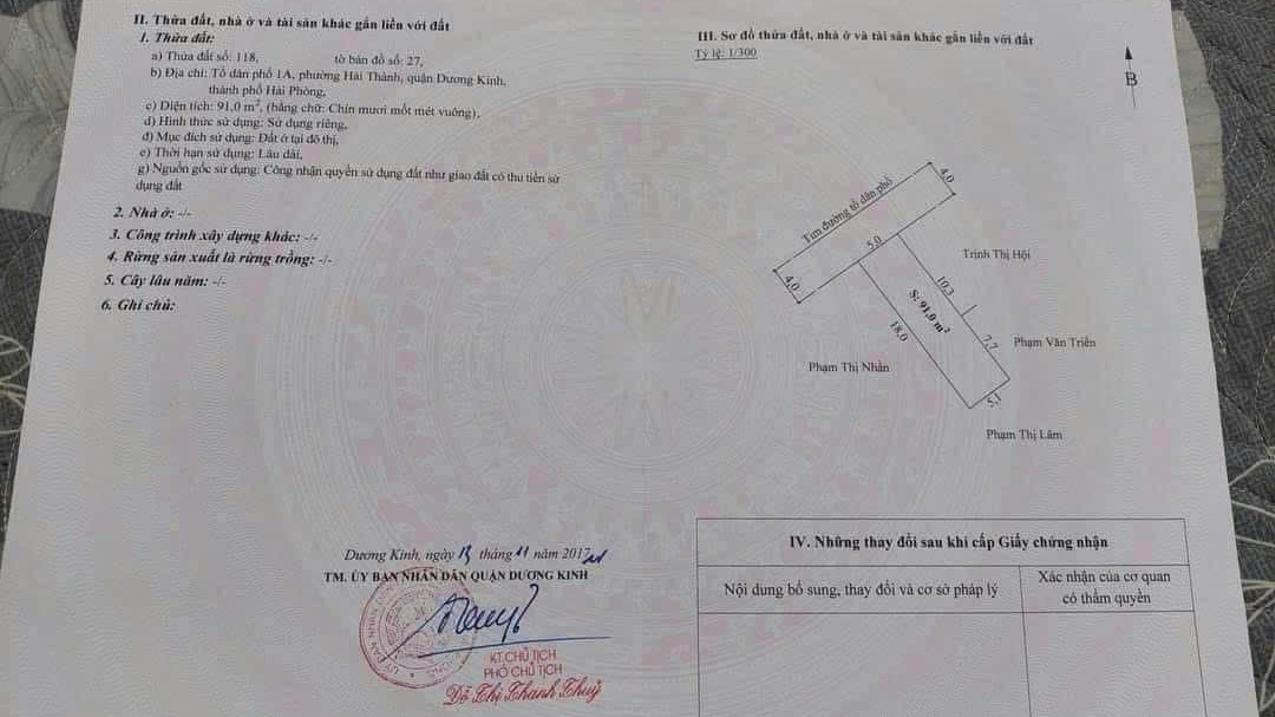 II. Thửa đất, nhà ở và tài sản khác gắn liền với đất
1. Thửa đất:
a) Thửa đất số: 118, tờ bản đồ số: 27,
b) Địa chỉ: Tổ dân phố 1A, phường Hải Thành, quận Dương Kinh,
thành phố Hải Phòng,
c) Diện tích: 91,0 m², (bằng chữ: Chín mươi mốt mét vuông),
d) Hình thức sử dụng: Sử dụng riêng,
đ) Mục đích sử dụng: Đất ở tại đô thị,
e) Thời hạn sử dụng: Lâu dài,
g) Nguồn gốc sử dụng: Công nhận quyền sử dụng đất như giao đất có thu tiền sử
dụng đất
2. Nhà ở: -/-
3. Công trình xây dựng khác: -/-
4. Rừng sản xuất là rừng trồng: -/-
5. Cây lâu năm: -/-
6. Ghi chú:
Dương Kinh, ngày tháng 11 năm 2017
TM. ỦY BAN NHÂN DÂN QUẬN DƯƠNG KINH
KT.CHỦ TỊCH
PHÓ CHỦ TỊCH
Đỗ Thị Thanh Thuỷ
III. Sơ đồ thửa đất, nhà ở và tài sản khác gắn liền với đất
Tỷ lệ: 1/300
B
4,0
Tim đường tổ dân phố
5,0
4,0
Trịnh Thị Hội
10,3
S: 91,0 m²
18,0
7,7
Phạm Văn Triển
Phạm Thị Nhẫn
5,1
Phạm Thị Lâm
IV. Những thay đổi sau khi cấp Giấy chứng nhận
Nội dung bổ sung, thay đổi và cơ sở pháp lý
Xác nhận của cơ quan
có thẩm quyền